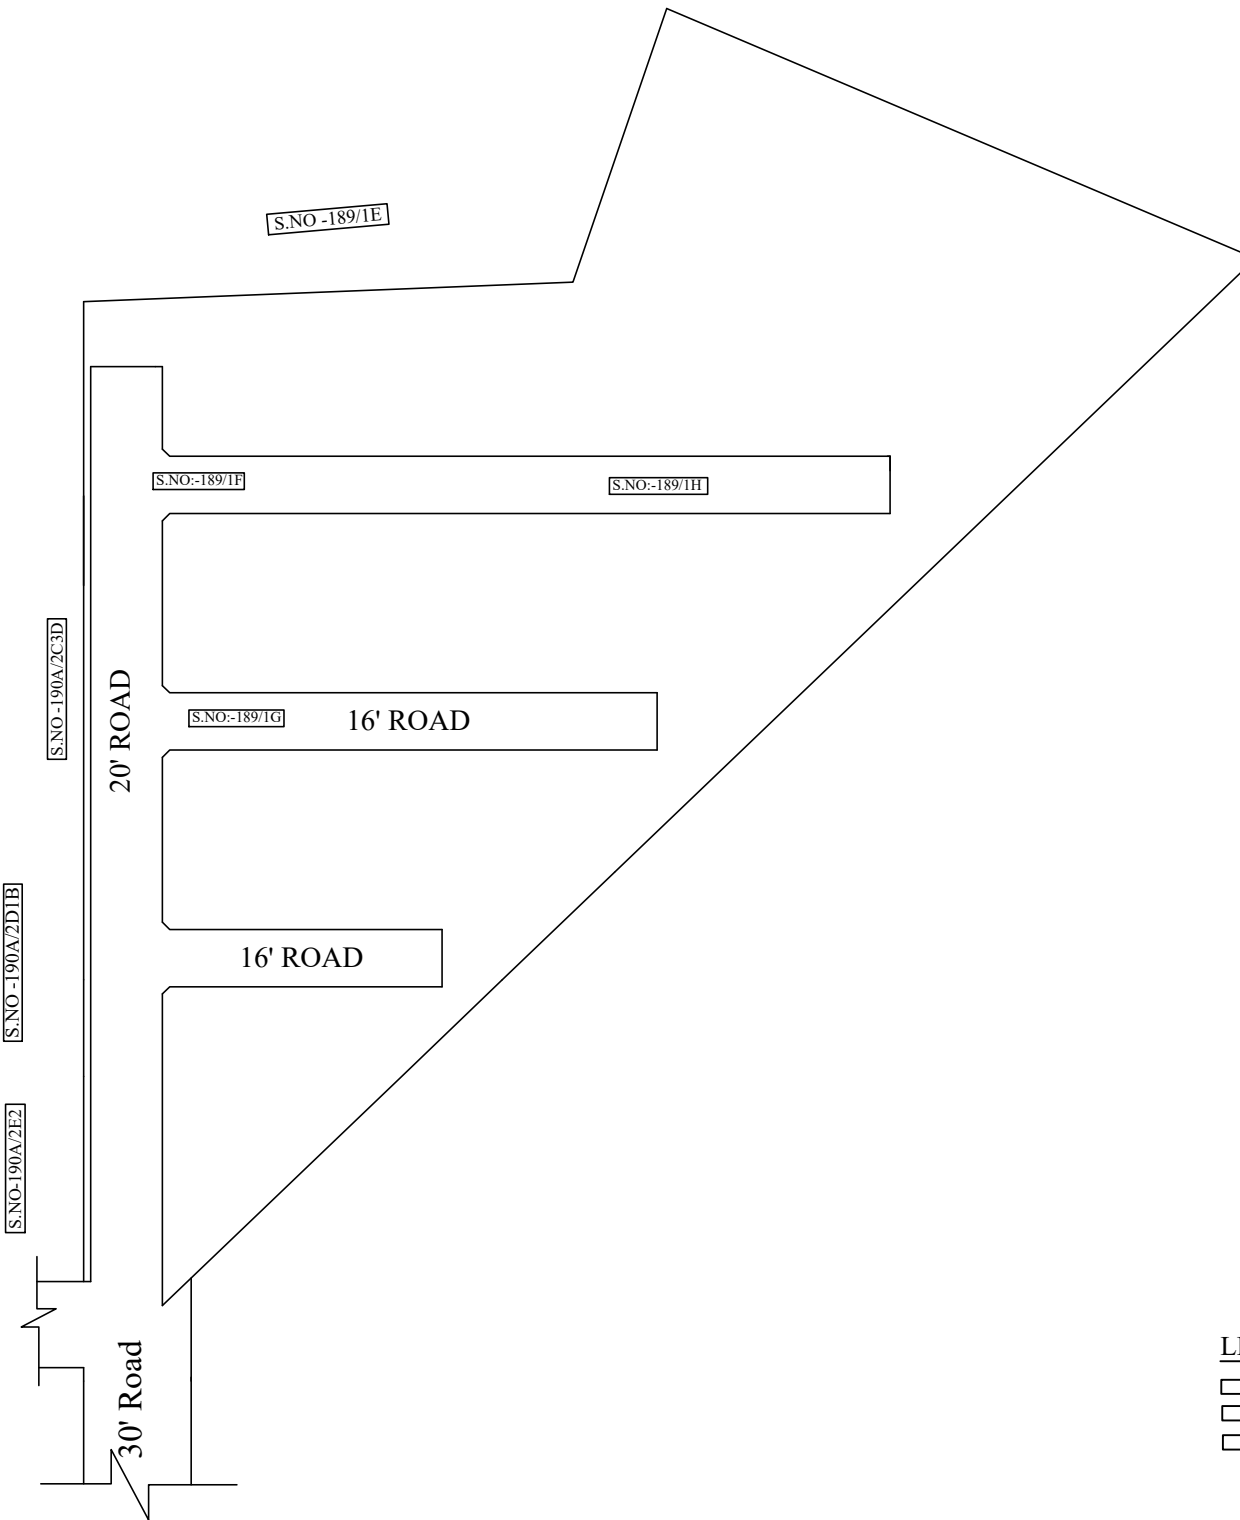 S.NO -189/1E
S.NO:-189/1F
S.NO:-189/1H
S.NO -190A/2C3D
20' ROAD
S.NO:-189/1G
16' ROAD
S.NO -190A/2D1B
16' ROAD
S.NO-190A/2E2
30' Road